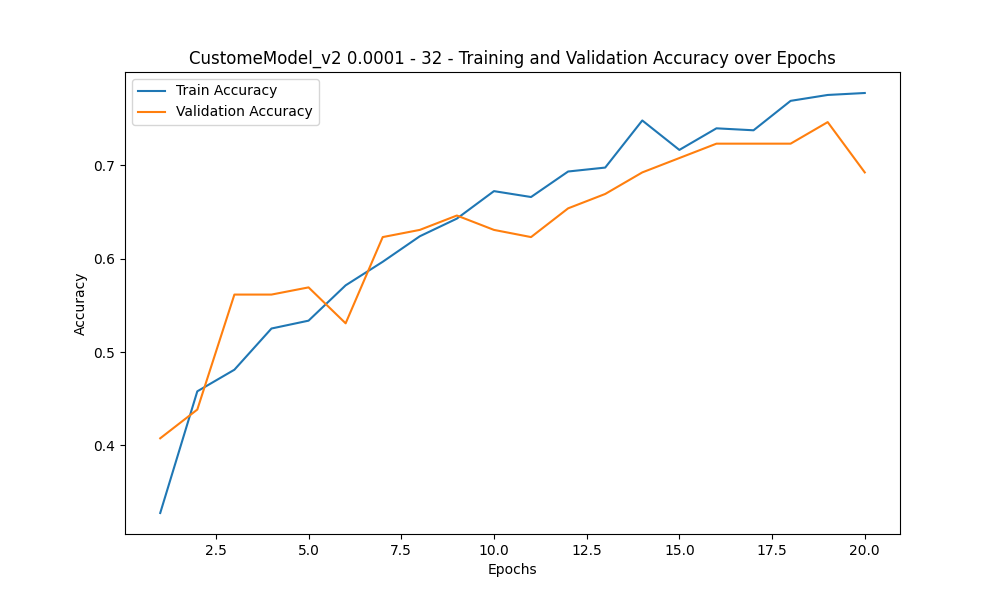 CustomeModel_v2 0.0001 - 32 - Training and Validation Accuracy over Epochs
Train Accuracy
Validation Accuracy
0.7
0.6
0.5
0.4
Accuracy
2.5 5.0 7.5 10.0 12.5 15.0 17.5 20.0
Epochs